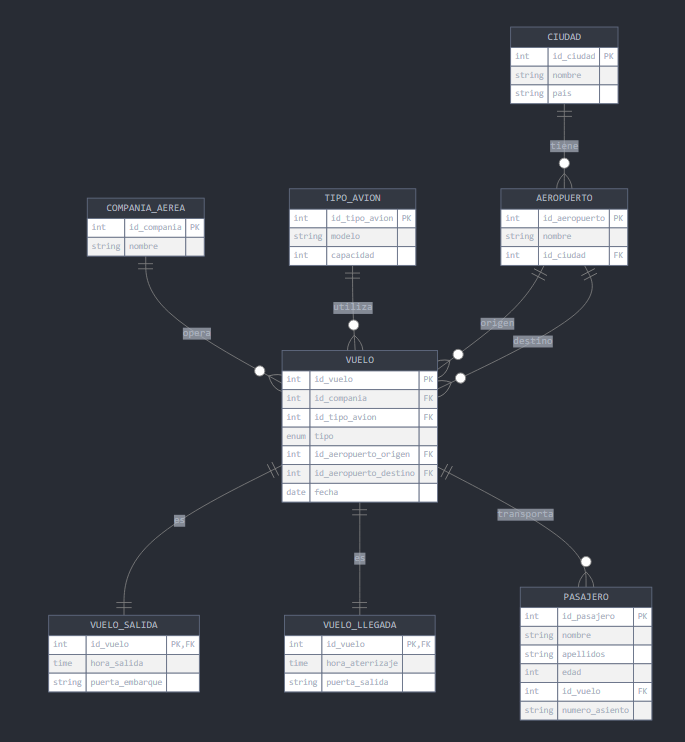 CIUDAD
int id_ciudad PK
string nombre
string pais
tiene
COMPANIA_AEREA
int id_compania PK
string nombre
TIPO_AVION
int id_tipo_avion PK
string modelo
int capacidad
AEROPUERTO
int id_aeropuerto PK
string nombre
int id_ciudad FK
opera
utiliza
origen
destino
VUELO
int id_vuelo PK
int id_compania FK
int id_tipo_avion FK
enum tipo
int id_aeropuerto_origen FK
int id_aeropuerto_destino FK
date fecha
es
es
transporta
VUELO_SALIDA
int id_vuelo PK,FK
time hora_salida
string puerta_embarque
VUELO_LLEGADA
int id_vuelo PK,FK
time hora_aterrizaje
string puerta_salida
PASAJERO
int id_pasajero PK
string nombre
string apellidos
int edad
int id_vuelo FK
string numero_asiento